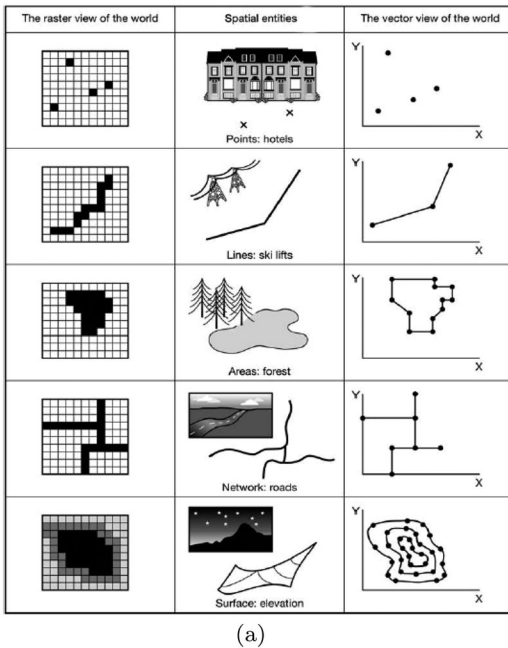 The raster view of the world
Spatial entities
The vector view of the world
Points: hotels
Y
X
Lines: ski lifts
Y
X
Areas: forest
Y
X
Network: roads
Y
X
Surface: elevation
Y
X
(a)